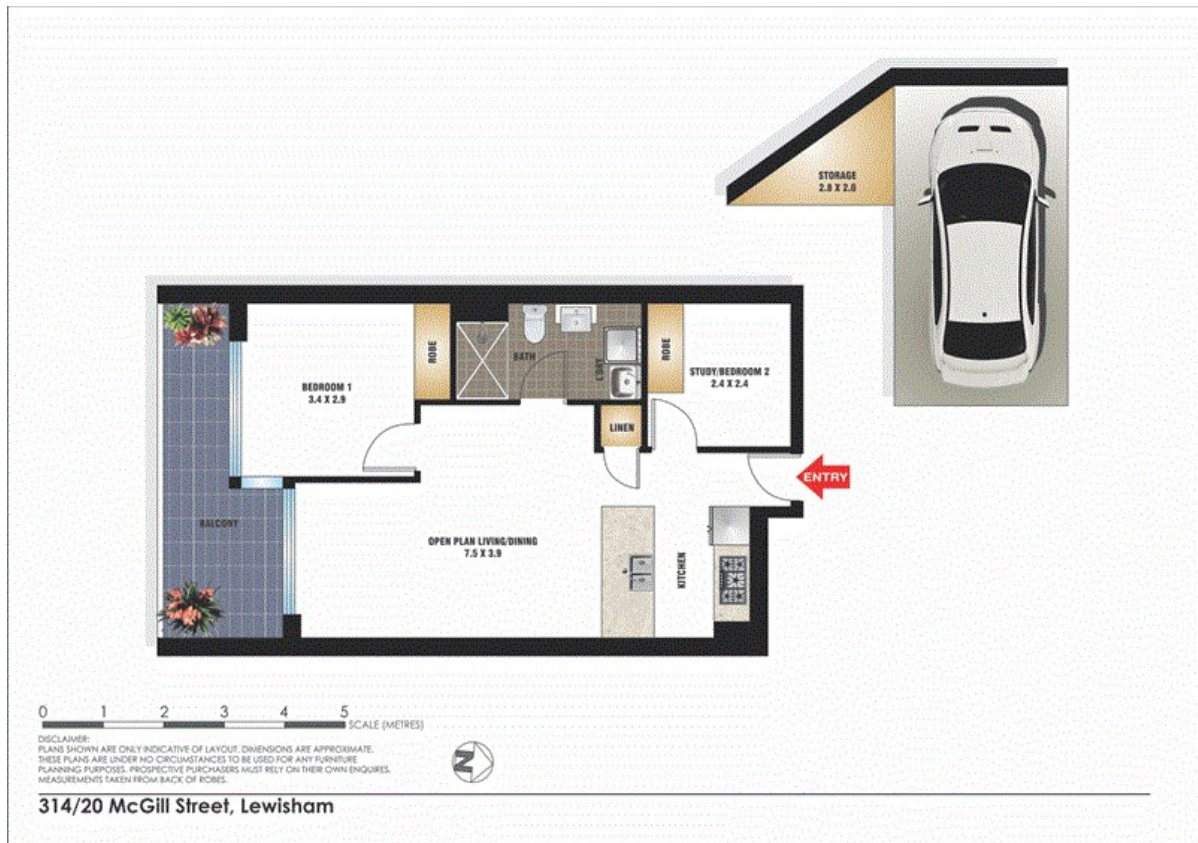 STORAGE
2.8 X 2.0
BEDROOM 1
3.4 X 2.9
ROBE
BATH
L'DRY
ROBE
STUDY/BEDROOM 2
2.4 X 2.4
LINEN
ENTRY
BALCONY
OPEN PLAN LIVING/DINING
7.5 X 3.9
KITCHEN
0 1 2 3 4 5
SCALE (METRES)
DISCLAIMER:
PLANS SHOWN ARE ONLY INDICATIVE OF LAYOUT. DIMENSIONS ARE APPROXIMATE.
THESE PLANS ARE UNDER NO CIRCUMSTANCES TO BE USED FOR ANY FURNITURE
PLANNING PURPOSES. PROSPECTIVE PURCHASERS MUST RELY ON THEIR OWN ENQUIRES.
MEASUREMENTS TAKEN FROM BACK OF ROBES.
N
314/20 McGill Street, Lewisham